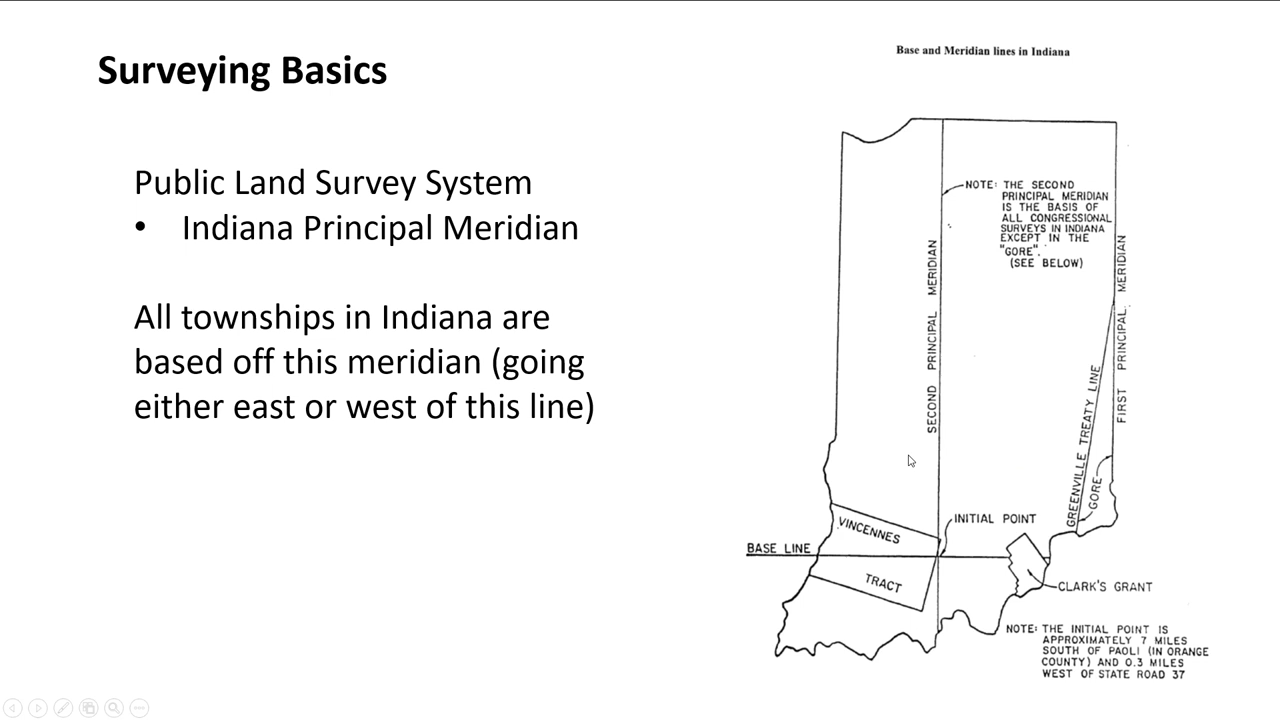 Surveying Basics
Public Land Survey System
• Indiana Principal Meridian
All townships in Indiana are
based off this meridian (going
either east or west of this line)
Base and Meridian lines in Indiana
NOTE: THE SECOND
PRINCIPAL MERIDIAN
IS THE BASIS OF
ALL CONGRESSIONAL
SURVEYS IN INDIANA
EXCEPT IN THE
"GORE".
(SEE BELOW)
SECOND PRINCIPAL MERIDIAN
FIRST PRINCIPAL MERIDIAN
GREENVILLE TREATY LINE
GORE
VINCENNES
INITIAL POINT
BASE LINE
TRACT
CLARK'S GRANT
NOTE: THE INITIAL POINT IS
APPROXIMATELY 7 MILES
SOUTH OF PAOLI (IN ORANGE
COUNTY) AND 0.3 MILES
WEST OF STATE ROAD 37